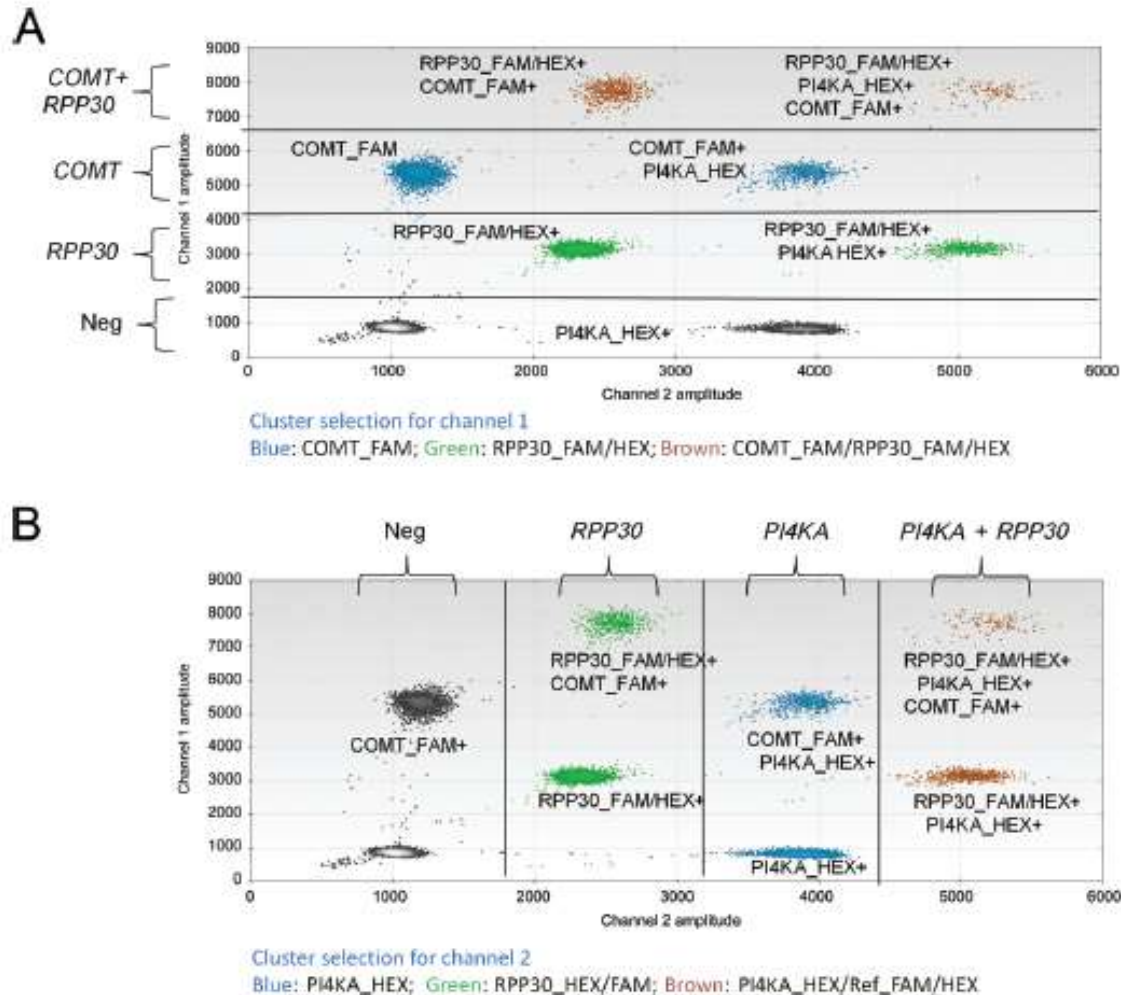 A
COMT+
RPP30
COMT
RPP30
Neg
Channel 1 amplitude
9000
8000
7000
6000
5000
4000
3000
2000
1000
0
RPP30_FAM/HEX+
COMT_FAM+
RPP30_FAM/HEX+
PI4KA_HEX+
COMT_FAM+
COMT_FAM
COMT_FAM+
PI4KA_HEX
RPP30_FAM/HEX+
RPP30_FAM/HEX+
PI4KA HEX+
PI4KA_HEX+
1000 2000 3000 4000 5000 6000
Channel 2 amplitude
Cluster selection for channel 1
Blue: COMT_FAM; Green: RPP30_FAM/HEX; Brown: COMT_FAM/RPP30_FAM/HEX
B
Neg RPP30 PI4KA PI4KA + RPP30
Channel 1 amplitude
9000
8000
7000
6000
5000
4000
3000
2000
1000
0
RPP30_FAM/HEX+
COMT_FAM+
RPP30_FAM/HEX+
PI4KA_HEX+
COMT_FAM+
COMT_FAM+
COMT_FAM+
PI4KA_HEX+
RPP30_FAM/HEX+
RPP30_FAM/HEX+
PI4KA_HEX+
PI4KA_HEX+
0 1000 2000 3000 4000 5000 6000
Channel 2 amplitude
Cluster selection for channel 2
Blue: PI4KA_HEX; Green: RPP30_HEX/FAM; Brown: PI4KA_HEX/Ref_FAM/HEX